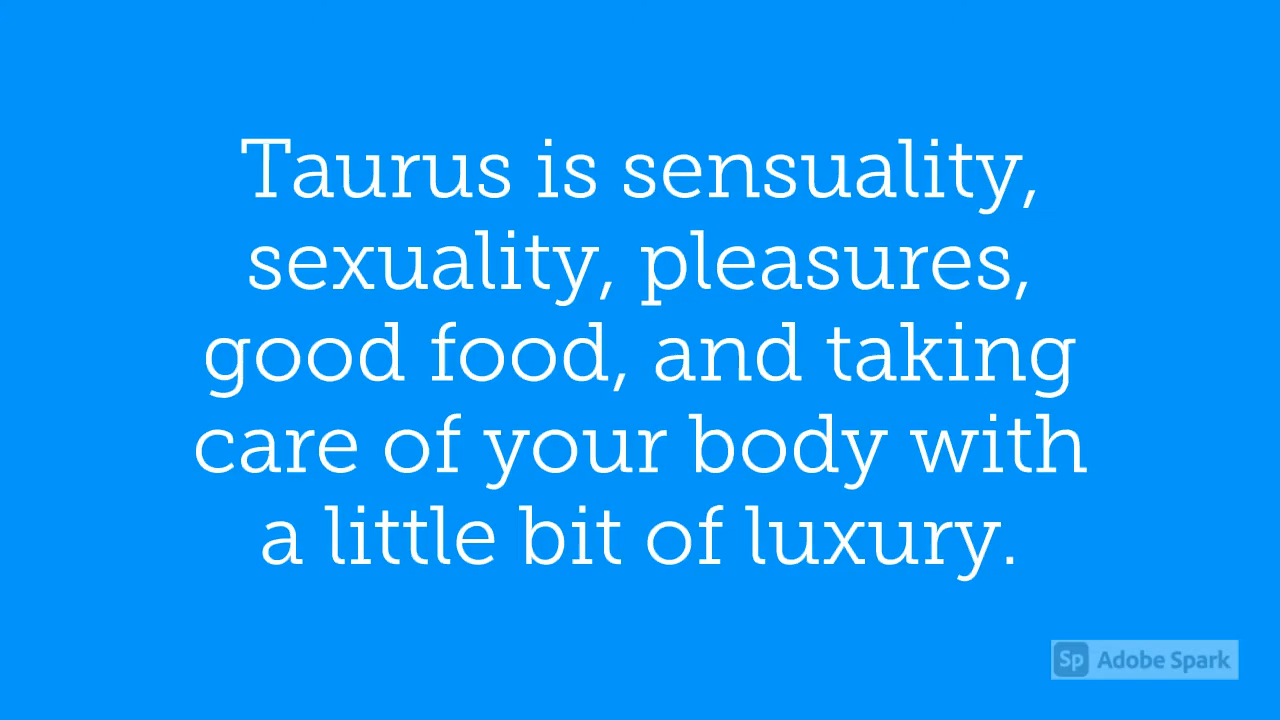 Taurus is sensuality,
sexuality, pleasures,
good food, and taking
care of your body with
a little bit of luxury.
Sp Adobe Spark